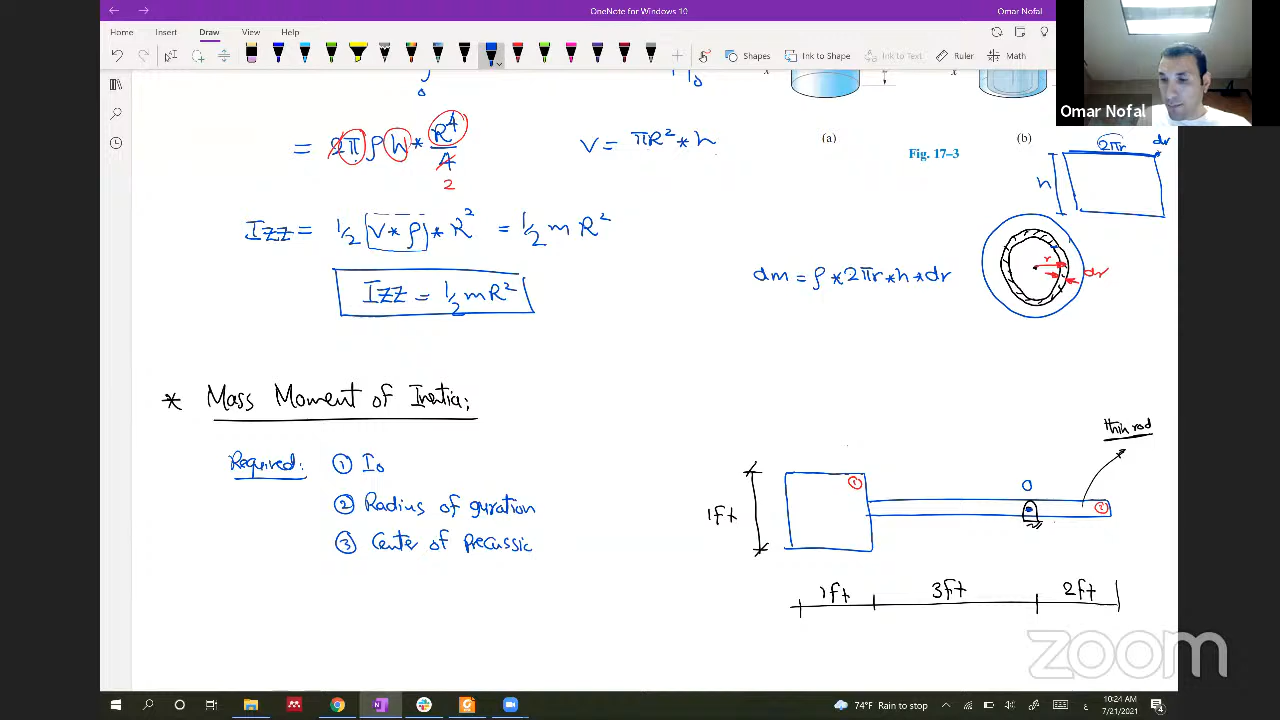 OneNote for Windows 10
Omar Nofal
Home Insert Draw View Help
Shapes Ink to Shape Ink to Text Ruler Math
= 2πρh * R⁴/4
2
V = πR² * h
(a)
Fig. 17–3
(b)
2πr
dr
h
Izz = 1/2 [V * ρ] * R² = 1/2 m R²
Izz = 1/2 mR²
dm = ρ * 2πr * h * dr
r
dr
* Mass Moment of Inertia:
Required: ① Io
② Radius of gyration
③ Center of precussic
thin rod
①
O
②
1ft
1ft 3ft 2ft
zoom
Omar Nofal
74°F Rain to stop
10:24 AM
7/21/2021
4